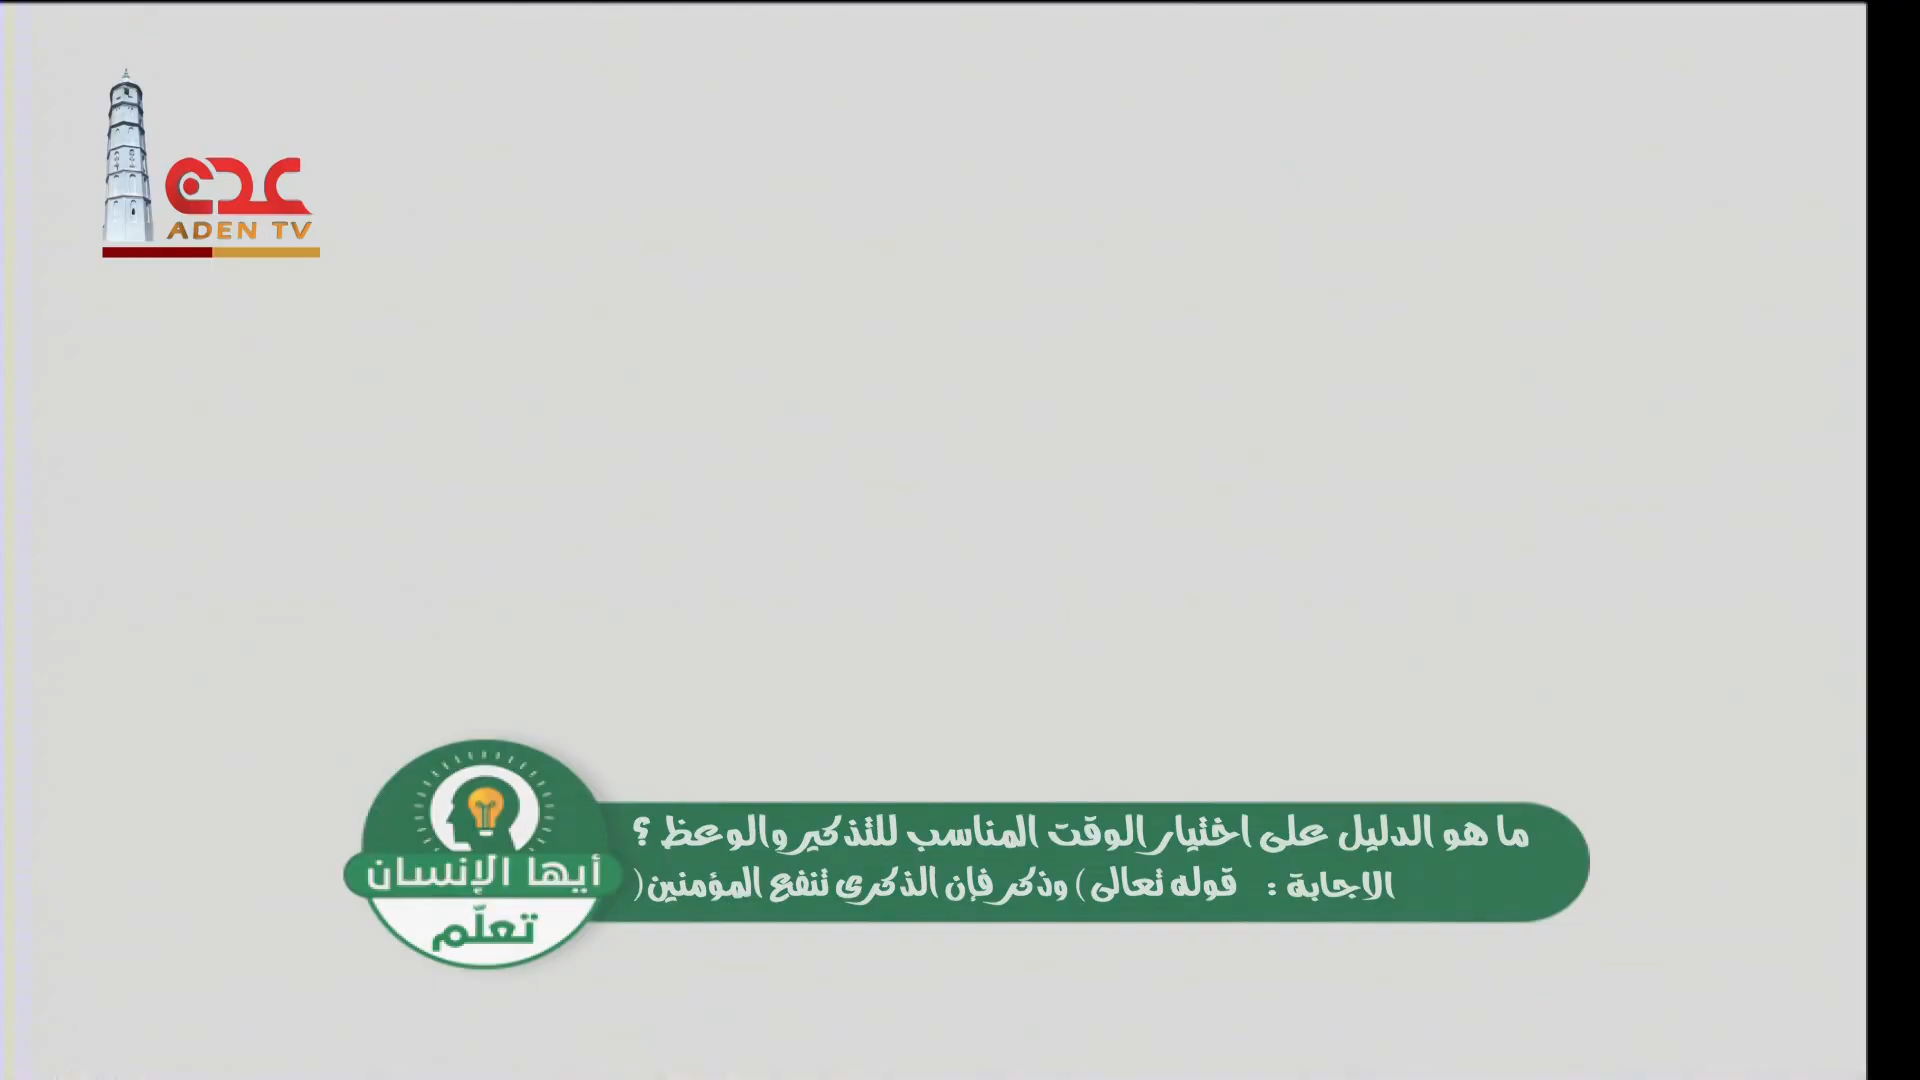 عدن
ADEN TV
ما هو الدليل على اختيار الوقت المناسب للتذكير والوعظ ؟
الاجابة : قوله تعالى ) وذكر فإن الذكرى تنفع المؤمنين(
أيها الإنسان
تعلّم